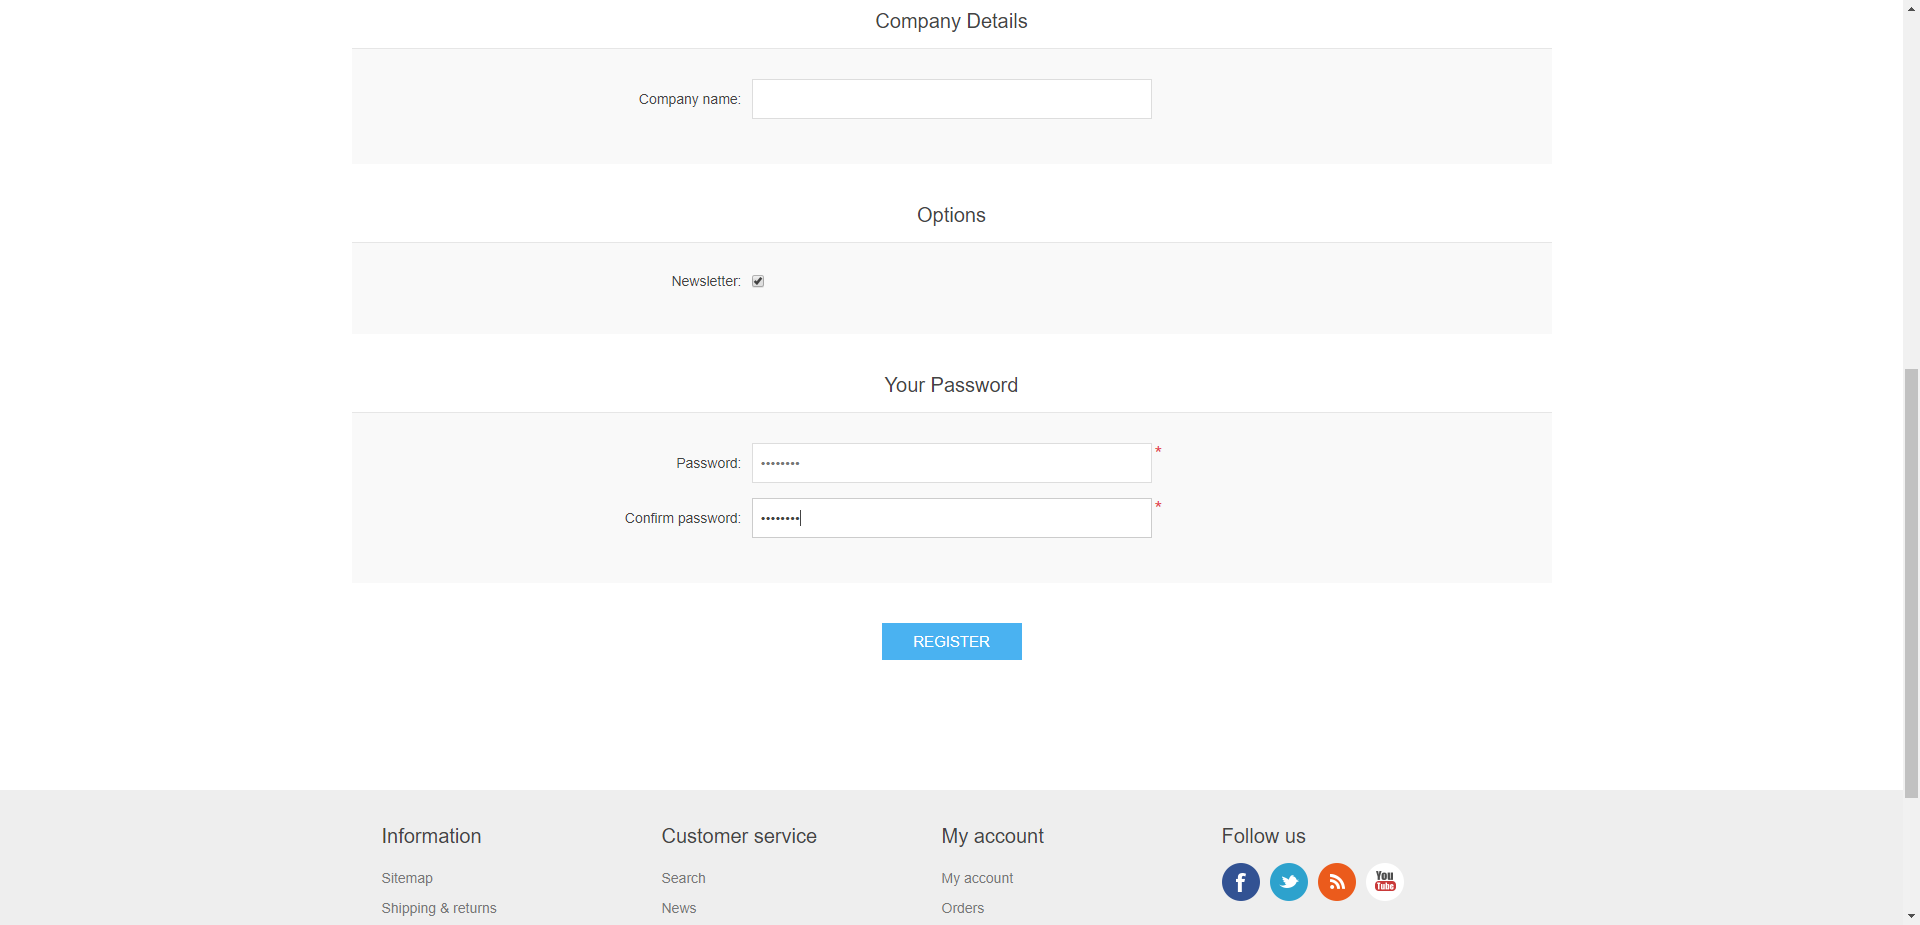 Company Details
Company name:
Options
Newsletter:
Your Password
Password: •••••••• *
Confirm password: •••••••• *
REGISTER
Information Customer service My account Follow us
Sitemap Search My account
f You Tube
Shipping & returns News Orders